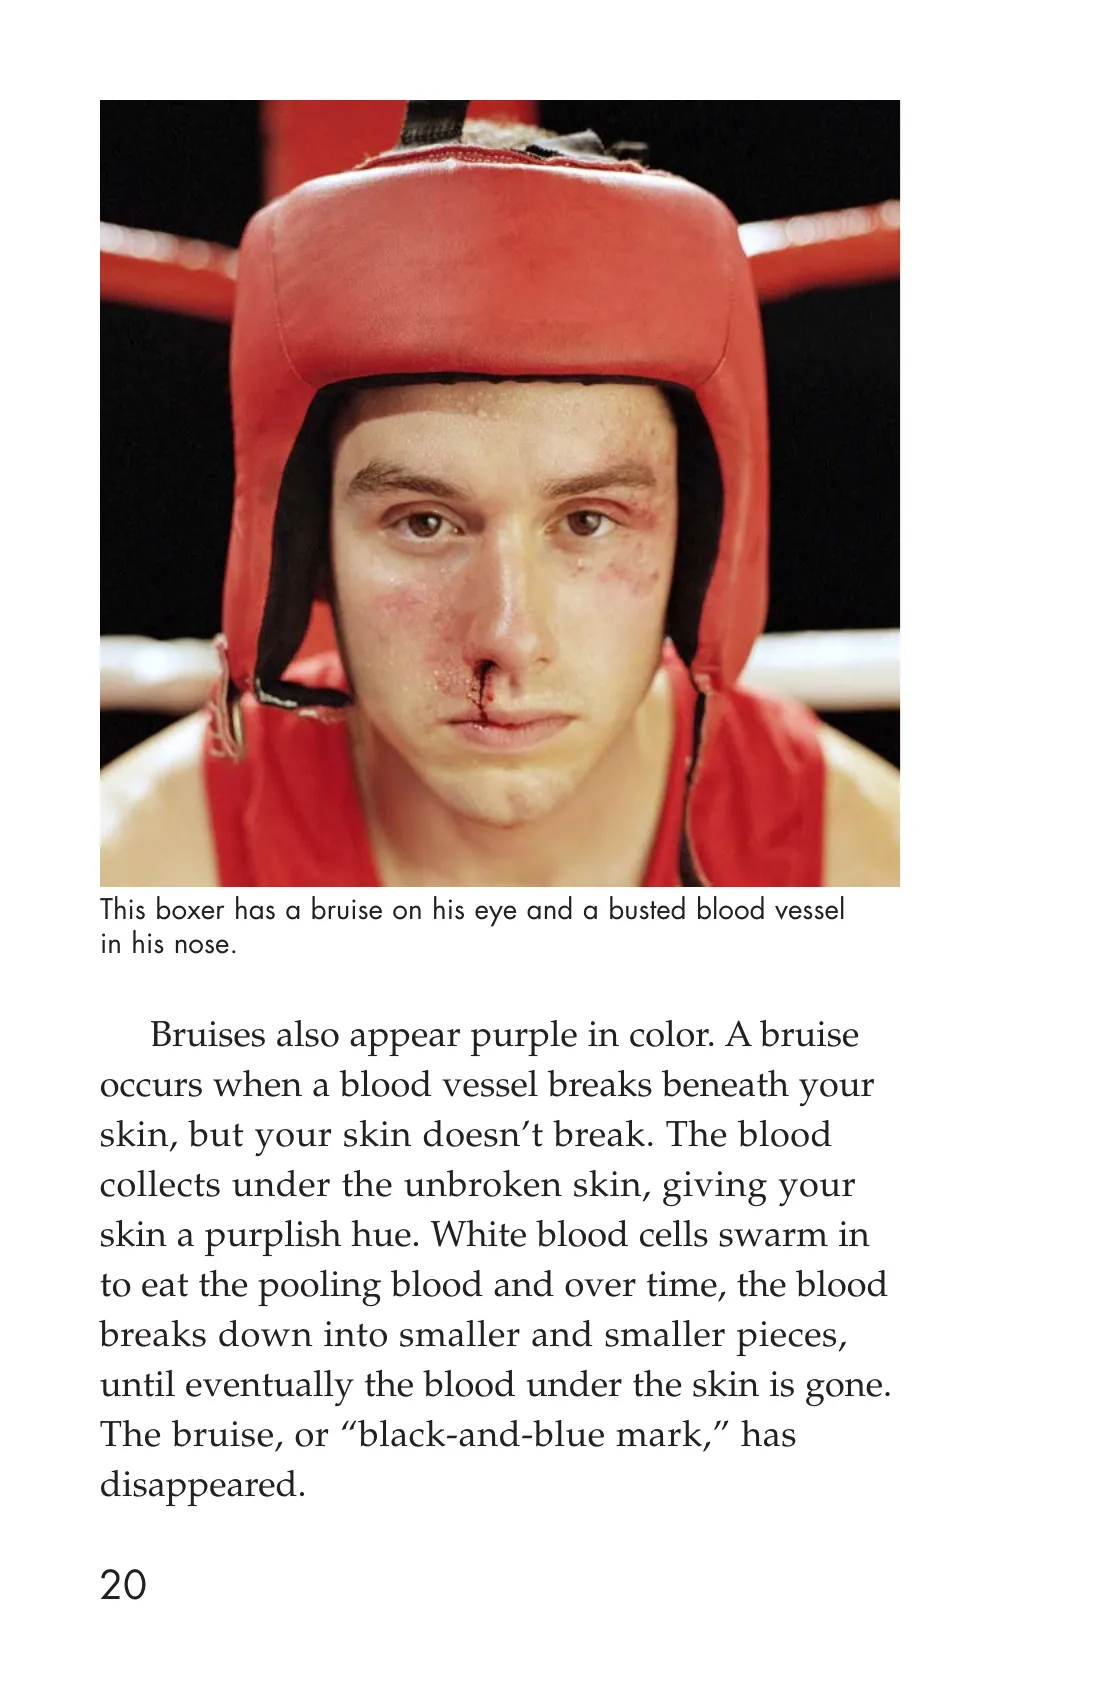 This boxer has a bruise on his eye and a busted blood vessel
in his nose.
Bruises also appear purple in color. A bruise
occurs when a blood vessel breaks beneath your
skin, but your skin doesn’t break. The blood
collects under the unbroken skin, giving your
skin a purplish hue. White blood cells swarm in
to eat the pooling blood and over time, the blood
breaks down into smaller and smaller pieces,
until eventually the blood under the skin is gone.
The bruise, or “black-and-blue mark,” has
disappeared.
20